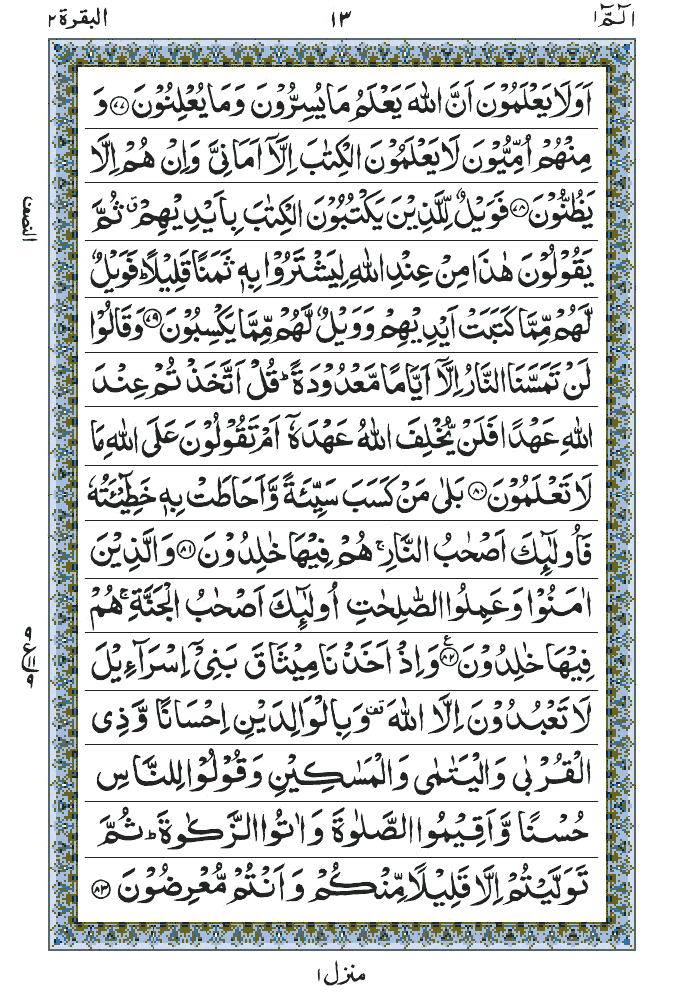 الٓمّٓ ١
١٣
البقرة ٢
اَوَلَا يَعْلَمُوْنَ اَنَّ اللّٰهَ يَعْلَمُ مَا يُسِرُّوْنَ وَمَا يُعْلِنُوْنَ ﴿٧٧﴾ وَ
مِنْهُمْ اُمِّيُّوْنَ لَا يَعْلَمُوْنَ الْكِتٰبَ اِلَّاۤ اَمَانِيَّ وَاِنْ هُمْ اِلَّا
يَظُنُّوْنَ ﴿٧٨﴾ فَوَيْلٌ لِّلَّذِيْنَ يَكْتُبُوْنَ الْكِتٰبَ بِاَيْدِيْهِمْ ۗ ثُمَّ
يَقُوْلُوْنَ هٰذَا مِنْ عِنْدِ اللّٰهِ لِيَشْتَرُوْا بِهٖ ثَمَنًا قَلِيْلًا ؕ فَوَيْلٌ
لَّهُمْ مِّمَّا كَتَبَتْ اَيْدِيْهِمْ وَوَيْلٌ لَّهُمْ مِّمَّا يَكْسِبُوْنَ ﴿٧٩﴾ وَقَالُوْا
لَنْ تَمَسَّنَا النَّارُ اِلَّاۤ اَيَّامًا مَّعْدُوْدَةً ؕ قُلْ اَتَّخَذْتُمْ عِنْدَ
اللّٰهِ عَهْدًا فَلَنْ يُّخْلِفَ اللّٰهُ عَهْدَهٗۤ اَمْ تَقُوْلُوْنَ عَلَى اللّٰهِ مَا
لَا تَعْلَمُوْنَ ﴿٨٠﴾ بَلٰى مَنْ كَسَبَ سَيِّئَةً وَّاَحَاطَتْ بِهٖ خَطِيْٓئَتُهٗ
فَاُولٰٓئِكَ اَصْحٰبُ النَّارِ ۚ هُمْ فِيْهَا خٰلِدُوْنَ ﴿٨١﴾ وَالَّذِيْنَ
اٰمَنُوْا وَعَمِلُوا الصّٰلِحٰتِ اُولٰٓئِكَ اَصْحٰبُ الْجَنَّةِ ۚ هُمْ
فِيْهَا خٰلِدُوْنَ ﴿٨٢﴾ ع وَاِذْ اَخَذْنَا مِيْثَاقَ بَنِيْۤ اِسْرَآءِيْلَ
لَا تَعْبُدُوْنَ اِلَّا اللّٰهَ وَبِالْوَالِدَيْنِ اِحْسَانًا وَّذِى
الْقُرْبٰى وَالْيَتٰمٰى وَالْمَسٰكِيْنِ وَقُوْلُوْا لِلنَّاسِ
حُسْنًا وَّاَقِيْمُوا الصَّلٰوةَ وَاٰتُوا الزَّكٰوةَ ؕ ثُمَّ
تَوَلَّيْتُمْ اِلَّا قَلِيْلًا مِّنْكُمْ وَاَنْتُمْ مُّعْرِضُوْنَ ﴿٨٣﴾
النصف
منزل ١